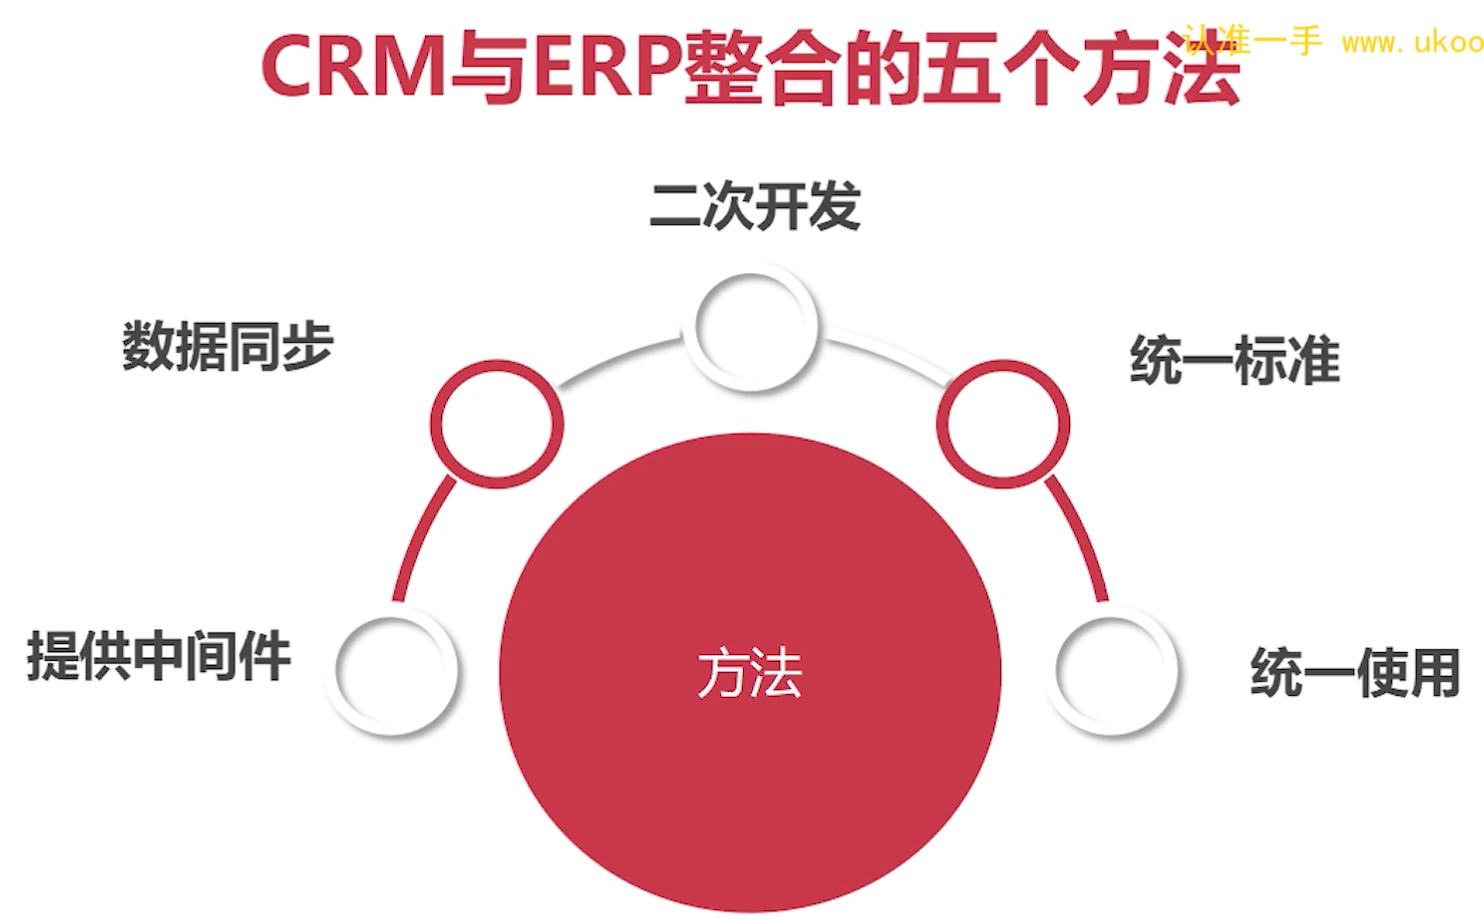 CRM与ERP整合的五个方法
认准一手 www.ukoo
二次开发
数据同步
统一标准
提供中间件
方法
统一使用